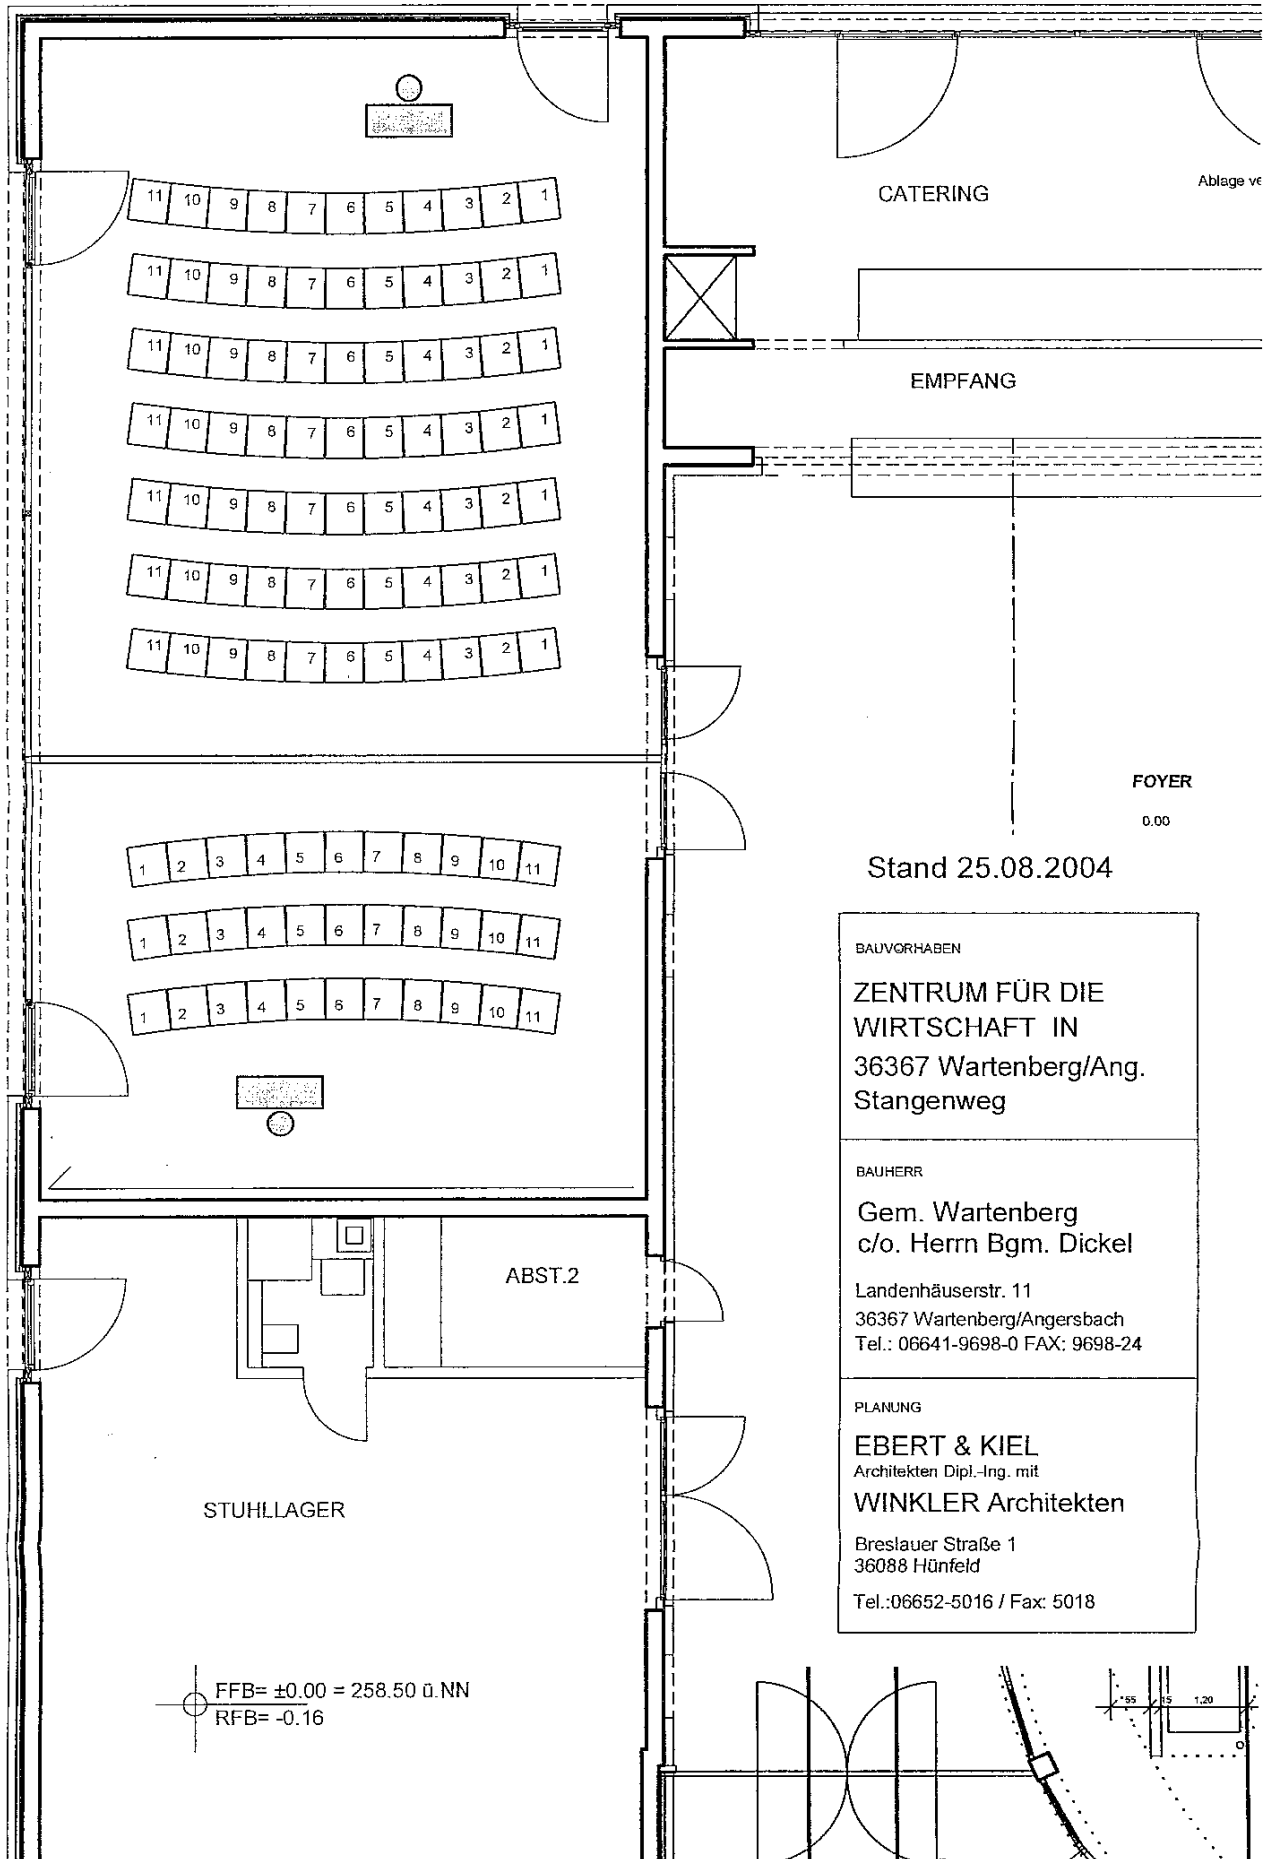 11 10 9 8 7 6 5 4 3 2 1
11 10 9 8 7 6 5 4 3 2 1
11 10 9 8 7 6 5 4 3 2 1
11 10 9 8 7 6 5 4 3 2 1
11 10 9 8 7 6 5 4 3 2 1
11 10 9 8 7 6 5 4 3 2 1
11 10 9 8 7 6 5 4 3 2 1
1 2 3 4 5 6 7 8 9 10 11
1 2 3 4 5 6 7 8 9 10 11
1 2 3 4 5 6 7 8 9 10 11
CATERING
Ablage
EMPFANG
FOYER
0.00
Stand 25.08.2004
BAUVORHABEN
ZENTRUM FÜR DIE
WIRTSCHAFT IN
36367 Wartenberg/Ang.
Stangenweg
BAUHERR
Gem. Wartenberg
c/o. Herrn Bgm. Dickel
Landenhäuserstr. 11
36367 Wartenberg/Angersbach
Tel.: 06641-9698-0 FAX: 9698-24
PLANUNG
EBERT & KIEL
Architekten Dipl.-Ing. mit
WINKLER Architekten
Breslauer Straße 1
36088 Hünfeld
Tel.:06652-5016 / Fax: 5018
ABST.2
STUHLLAGER
FFB= ±0.00 = 258.50 ü.NN
RFB= -0.16
55 15 1,20